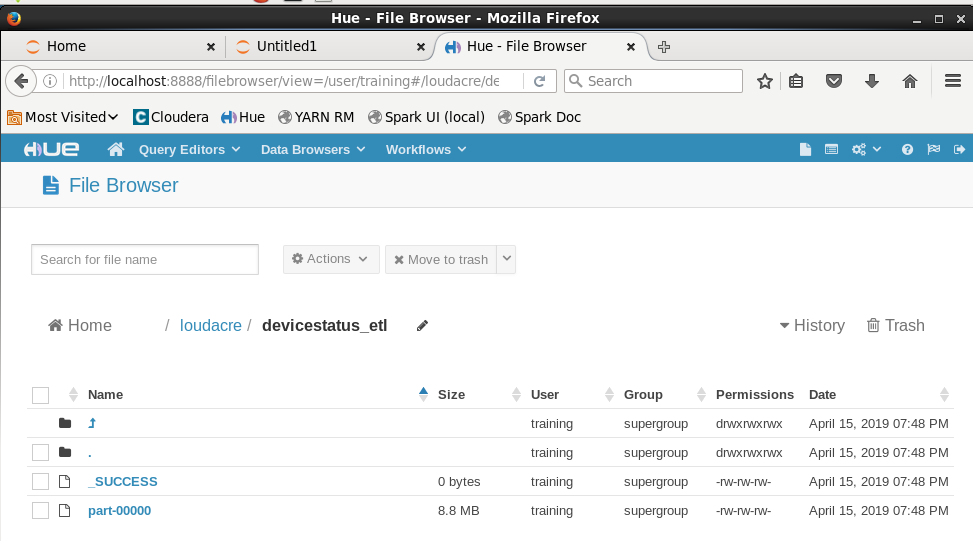 Hue - File Browser - Mozilla Firefox
Home Untitled1 Hue - File Browser
http://localhost:8888/filebrowser/view=/user/training#/loudacre/de Search
Most Visited Cloudera Hue YARN RM Spark UI (local) Spark Doc
HUE Query Editors Data Browsers Workflows
File Browser
Search for file name Actions Move to trash
Home / loudacre / devicestatus_etl History Trash
Name Size User Group Permissions Date
training supergroup drwxrwxrwx April 15, 2019 07:48 PM
. training supergroup drwxrwxrwx April 15, 2019 07:48 PM
_SUCCESS 0 bytes training supergroup -rw-rw-rw- April 15, 2019 07:48 PM
part-00000 8.8 MB training supergroup -rw-rw-rw- April 15, 2019 07:48 PM